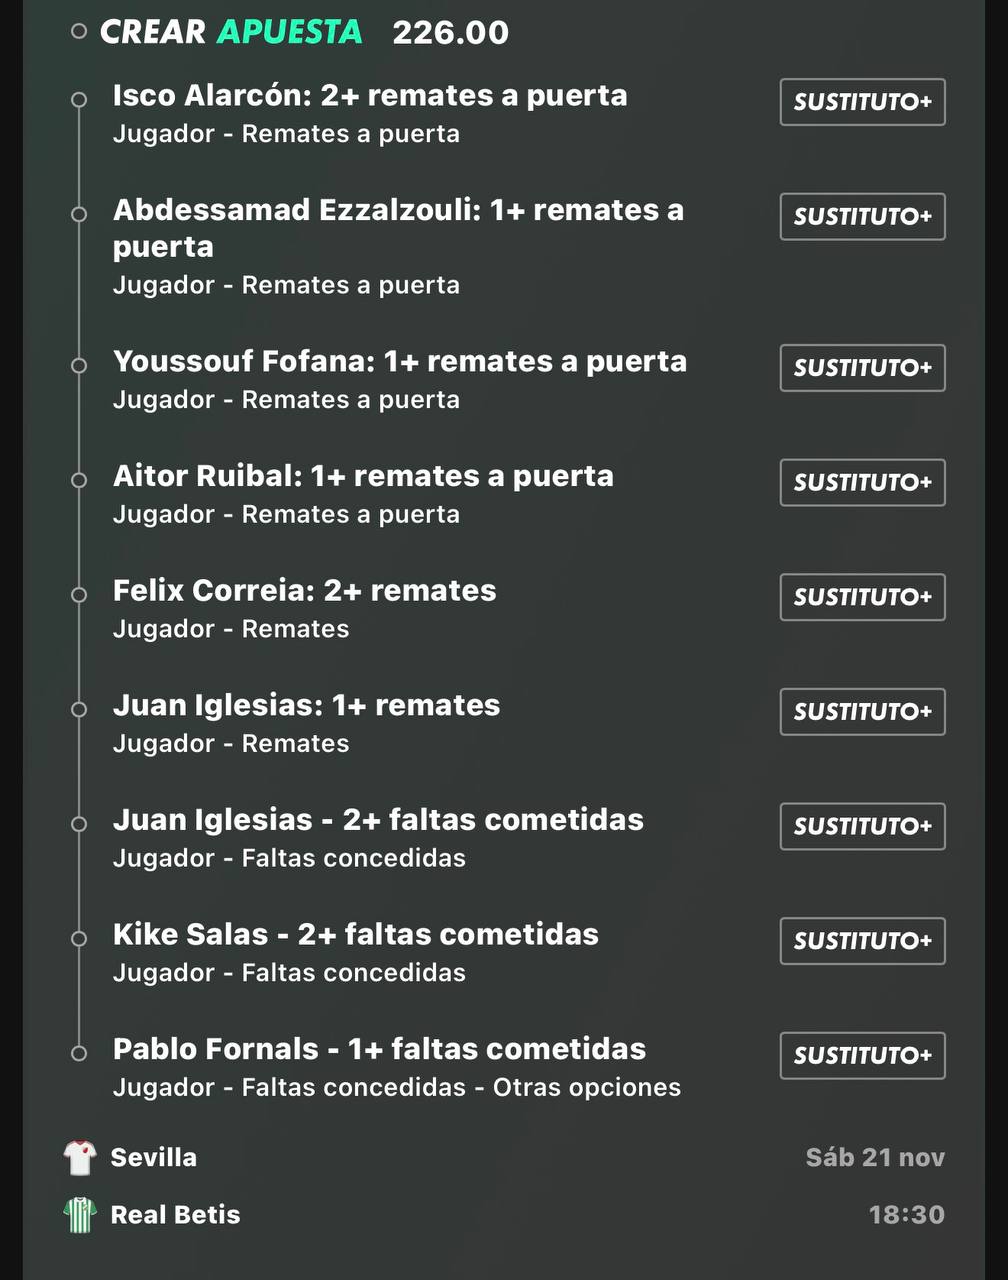 CREAR APUESTA 226.00
Isco Alarcón: 2+ remates a puerta
SUSTITUTO+
Jugador - Remates a puerta
Abdessamad Ezzalzouli: 1+ remates a
puerta
SUSTITUTO+
Jugador - Remates a puerta
Youssouf Fofana: 1+ remates a puerta
SUSTITUTO+
Jugador - Remates a puerta
Aitor Ruibal: 1+ remates a puerta
SUSTITUTO+
Jugador - Remates a puerta
Felix Correia: 2+ remates
SUSTITUTO+
Jugador - Remates
Juan Iglesias: 1+ remates
SUSTITUTO+
Jugador - Remates
Juan Iglesias - 2+ faltas cometidas
SUSTITUTO+
Jugador - Faltas concedidas
Kike Salas - 2+ faltas cometidas
SUSTITUTO+
Jugador - Faltas concedidas
Pablo Fornals - 1+ faltas cometidas
SUSTITUTO+
Jugador - Faltas concedidas - Otras opciones
Sevilla
Sáb 21 nov
Real Betis
18:30